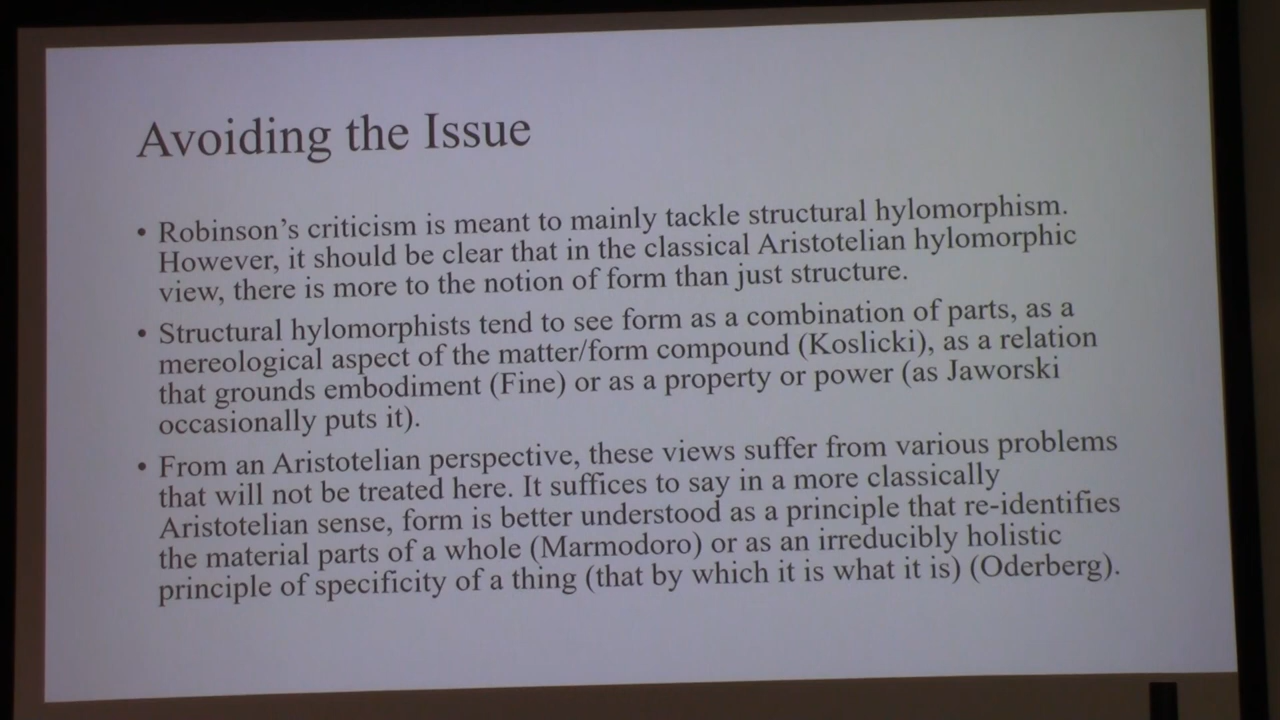 Avoiding the Issue
• Robinson's criticism is meant to mainly tackle structural hylomorphism.
However, it should be clear that in the classical Aristotelian hylomorphic
view, there is more to the notion of form than just structure.
• Structural hylomorphists tend to see form as a combination of parts, as a
mereological aspect of the matter/form compound (Koslicki), as a relation
that grounds embodiment (Fine) or as a property or power (as Jaworski
occasionally puts it).
• From an Aristotelian perspective, these views suffer from various problems
that will not be treated here. It suffices to say in a more classically
Aristotelian sense, form is better understood as a principle that re-identifies
the material parts of a whole (Marmodoro) or as an irreducibly holistic
principle of specificity of a thing (that by which it is what it is) (Oderberg).